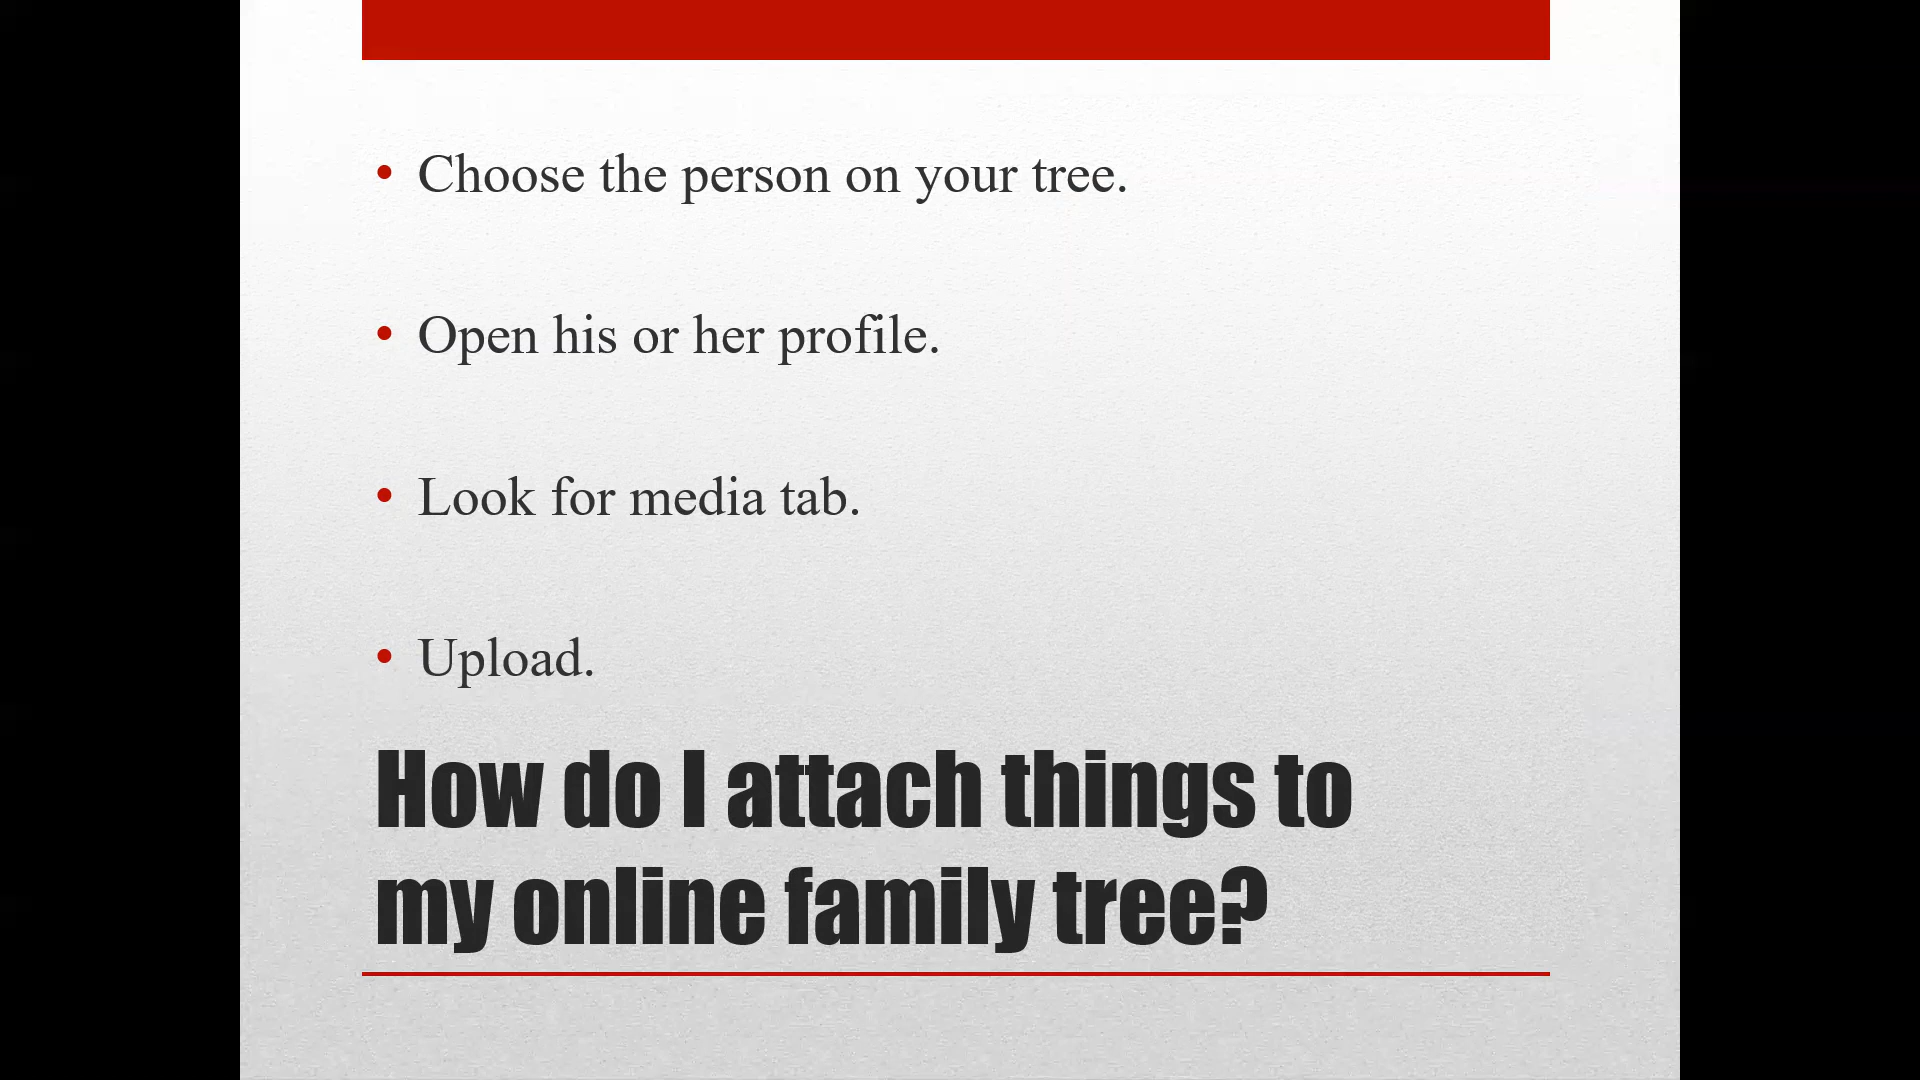 • Choose the person on your tree.
• Open his or her profile.
• Look for media tab.
• Upload.
How do I attach things to
my online family tree?